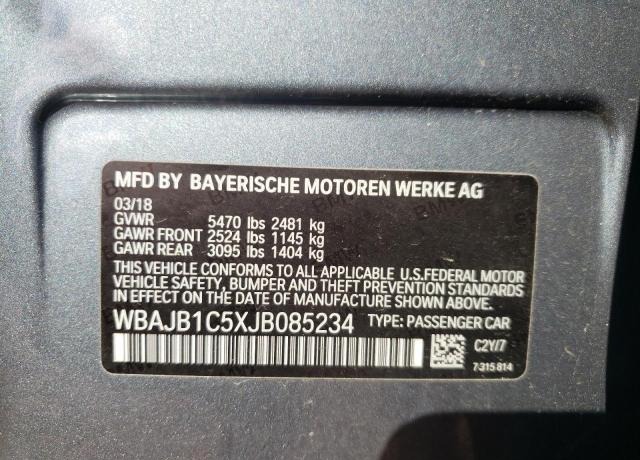 MFD BY BAYERISCHE MOTOREN WERKE AG
03/18
GVWR 5470 lbs 2481 kg
GAWR FRONT 2524 lbs 1145 kg
GAWR REAR 3095 lbs 1404 kg
THIS VEHICLE CONFORMS TO ALL APPLICABLE U.S.FEDERAL MOTOR
VEHICLE SAFETY, BUMPER AND THEFT PREVENTION STANDARDS IN
EFFECT ON THE DATE OF MANUFACTURE SHOWN ABOVE.
WBAJB1C5XJB085234 TYPE: PASSENGER CAR
C2Y/7
7315814